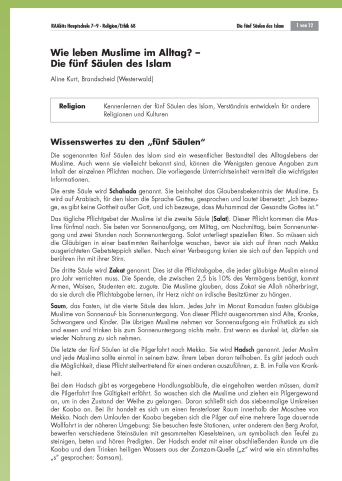 RAAbits Hauptschule 7–9 · Religion/Ethik 68
Die fünf Säulen des Islam
1 von 12
Wie leben Muslime im Alltag? –
Die fünf Säulen des Islam
Aline Kurt, Brandscheid (Westerwald)
Religion
Kennenlernen der fünf Säulen des Islam, Verständnis entwickeln für andere
Religionen und Kulturen
Wissenswertes zu den „fünf Säulen“
Die sogenannten fünf Säulen des Islam sind ein wesentlicher Bestandteil des Alltagslebens der
Muslime. Auch wenn sie vielleicht bekannt sind, können die Wenigsten genaue Angaben zum
Inhalt der einzelnen Pflichten machen. Die vorliegende Unterrichtseinheit vermittelt die wichtigsten
Informationen.
Die erste Säule wird Schahada genannt. Sie beinhaltet das Glaubensbekenntnis der Muslime. Es
wird auf Arabisch, für den Islam die Sprache Gottes, gesprochen und lautet übersetzt: „Ich bezeu-
ge, es gibt keine Gottheit außer Gott, und ich bezeuge, dass Muhammad der Gesandte Gottes ist.“
Das tägliche Pflichtgebet der Muslime ist die zweite Säule (Salat). Dieser Pflicht kommen die Mus-
lime fünfmal nach. Sie beten vor Sonnenaufgang, am Mittag, am Nachmittag, beim Sonnenunter-
gang und zwei Stunden nach Sonnenuntergang. Salat unterliegt speziellen Riten. So müssen sich
die Gläubigen in einer bestimmten Reihenfolge waschen, bevor sie sich auf ihren nach Mekka
ausgerichteten Gebetsteppich stellen. Nach einer Verbeugung knien sie sich auf den Teppich und
berühren ihn mit ihrer Stirn.
Die dritte Säule wird Zakat genannt. Dies ist die Pflichtabgabe, die jeder gläubige Muslim einmal
pro Jahr verrichten muss. Die Spende, die zwischen 2,5 bis 10% des Vermögens beträgt, kommt
Armen, Waisen, Studenten etc. zugute. Die Muslime glauben, dass Zakat sie Allah näherbringt,
da sie durch die Pflichtabgabe lernen, ihr Herz nicht an irdische Besitztümer zu hängen.
Saum, das Fasten, ist die vierte Säule des Islam. Jedes Jahr im Monat Ramadan fasten gläubige
Muslime von Sonnenauf- bis Sonnenuntergang. Von dieser Pflicht ausgenommen sind Alte, Kranke,
Schwangere und Kinder. Die übrigen Muslime nehmen vor Sonnenaufgang ein Frühstück zu sich
und essen und trinken bis zum Sonnenuntergang nichts mehr. Erst wenn es dunkel ist, dürfen sie
wieder Nahrung zu sich nehmen.
Die letzte der fünf Säulen ist die Pilgerfahrt nach Mekka. Sie wird Hadsch genannt. Jeder Muslim
und jede Muslima sollte einmal in seinem bzw. ihrem Leben daran teilhaben. Es gibt jedoch auch
die Möglichkeit, diese Pflicht stellvertretend für einen anderen auszuführen, z. B. im Falle von Krank-
heit.
Bei dem Hadsch gibt es vorgegebene Handlungsabläufe, die eingehalten werden müssen, damit
die Pilgerfahrt ihre Gültigkeit erfährt. So waschen sich die Muslime und ziehen ein Pilgergewand
an, um in den Zustand der Weihe zu gelangen. Daran schließt sich das siebenmalige Umkreisen
der Kaaba an. Bei ihr handelt es sich um einen fensterlosen Raum innerhalb der Moschee von
Mekka. Nach dem Umlaufen der Kaaba begeben sich die Pilger auf eine mehrere Tage dauernde
Wallfahrt in der näheren Umgebung: Sie besuchen feste Stationen, unter anderem den Berg Arafat,
bewerfen verschiedene Steinsäulen mit gesammelten Kieselsteinen, um symbolisch den Teufel zu
steinigen, beten und hören Predigten. Der Hadsch endet mit einer abschließenden Runde um die
Kaaba und dem Trinken heiligen Wassers aus der Zamzam-Quelle („z“ wird wie ein stimmhaftes
„s“ gesprochen: Samsam).